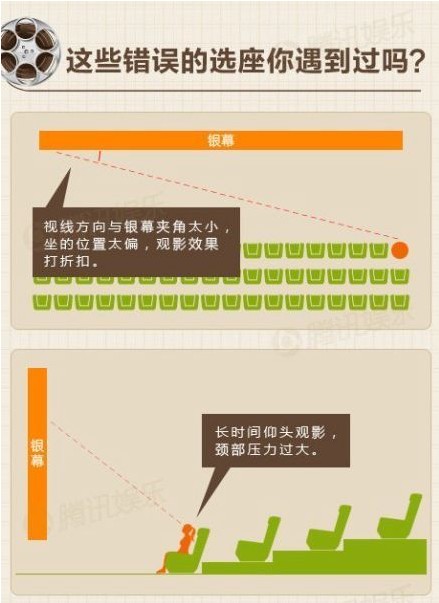 这些错误的选座你遇到过吗？
银幕
视线方向与银幕夹角太小，
坐的位置太偏，观影效果
打折扣。
腾讯娱乐
银幕
长时间仰头观影，
颈部压力过大。
腾讯娱乐